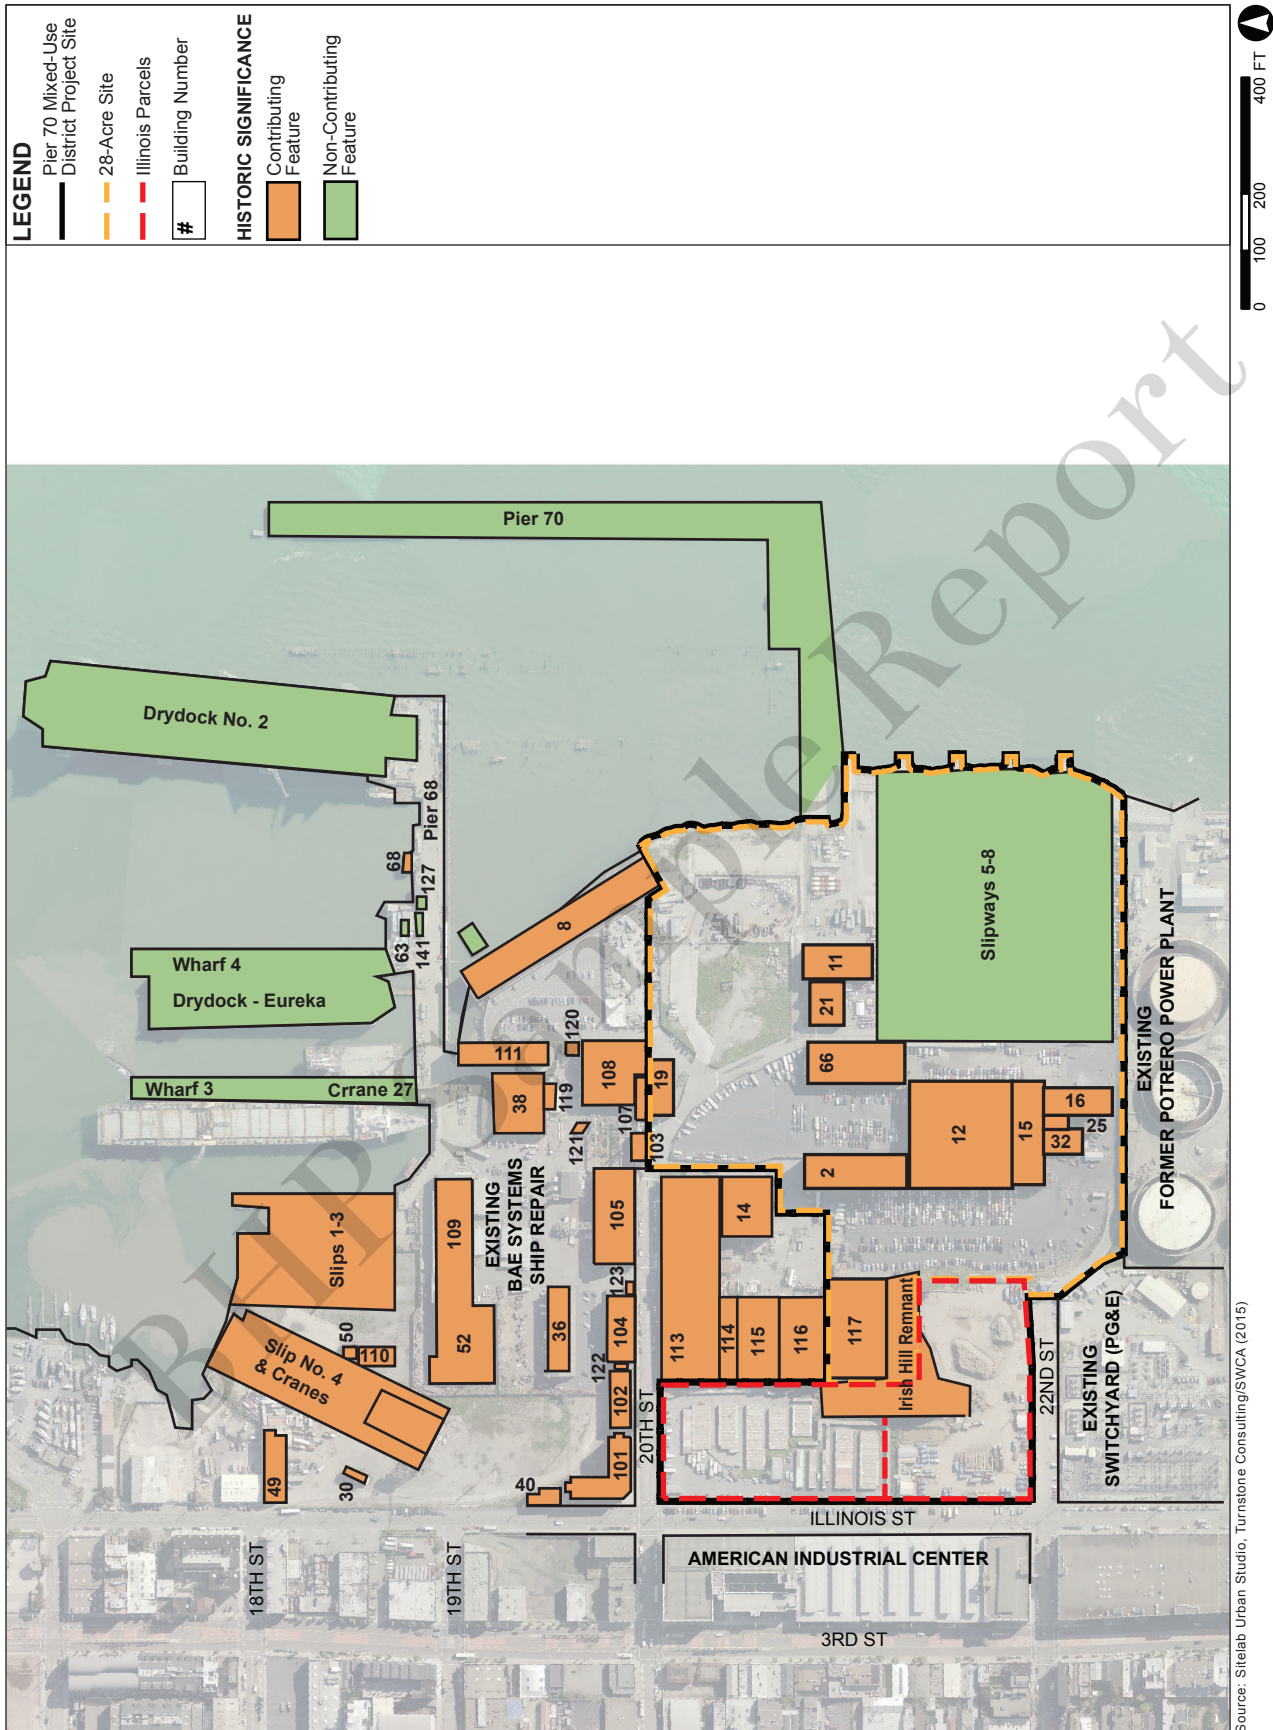 LEGEND
Pier 70 Mixed-Use
District Project Site
28-Acre Site
Illinois Parcels
#
Building Number
HISTORIC SIGNIFICANCE
Contributing
Feature
Non-Contributing
Feature
0
100
200
400 FT
Pier 70
Drydock No. 2
Pier 68
68
127
63
141
Wharf 4
Drydock - Eureka
Wharf 3
Crrane 27
8
111
120
38
119
108
121
107
19
103
Slips 1-3
109
52
EXISTING
BAE SYSTEMS
SHIP REPAIR
105
123
36
104
122
102
101
40
Slip No. 4
& Cranes
50
110
49
30
18TH ST
19TH ST
20TH ST
22ND ST
ILLINOIS ST
3RD ST
AMERICAN INDUSTRIAL CENTER
113
114
115
116
14
117
Irish Hill Remnant
2
12
15
16
25
32
66
21
11
Slipways 5-8
EXISTING
FORMER POTRERO POWER PLANT
EXISTING
SWITCHYARD (PG&E)
BHP Sample Report
Source: Sitelab Urban Studio, Turnstone Consulting/SWCA (2015)